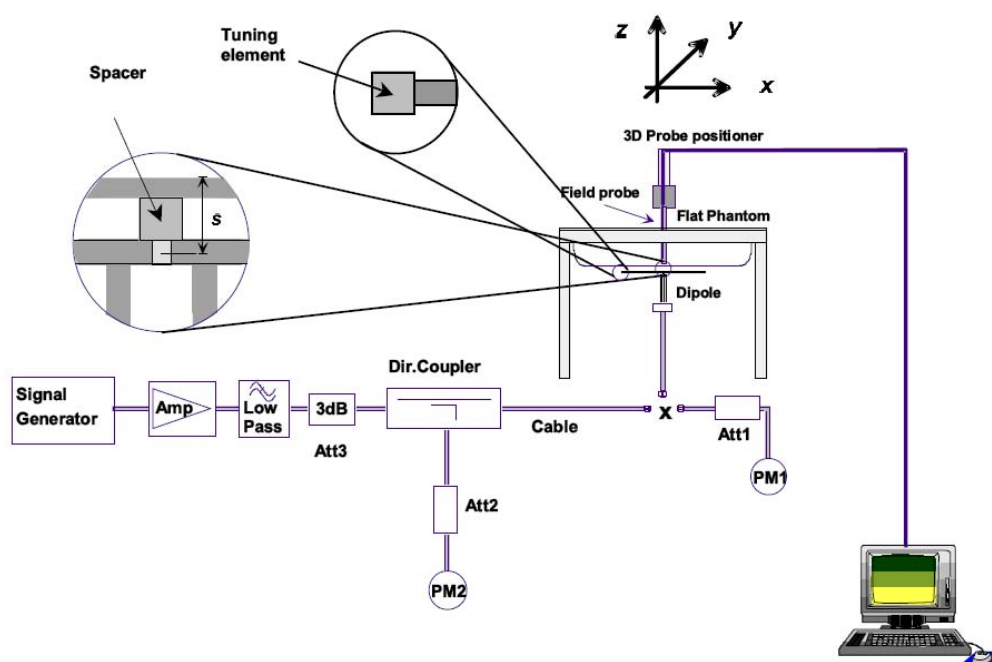 Tuning
element
Spacer
s
z
y
x
3D Probe positioner
Field probe
Flat Phantom
Dipole
Dir.Coupler
Signal
Generator
Amp
Low
Pass
3dB
Att3
Cable
x
Att1
PM1
Att2
PM2